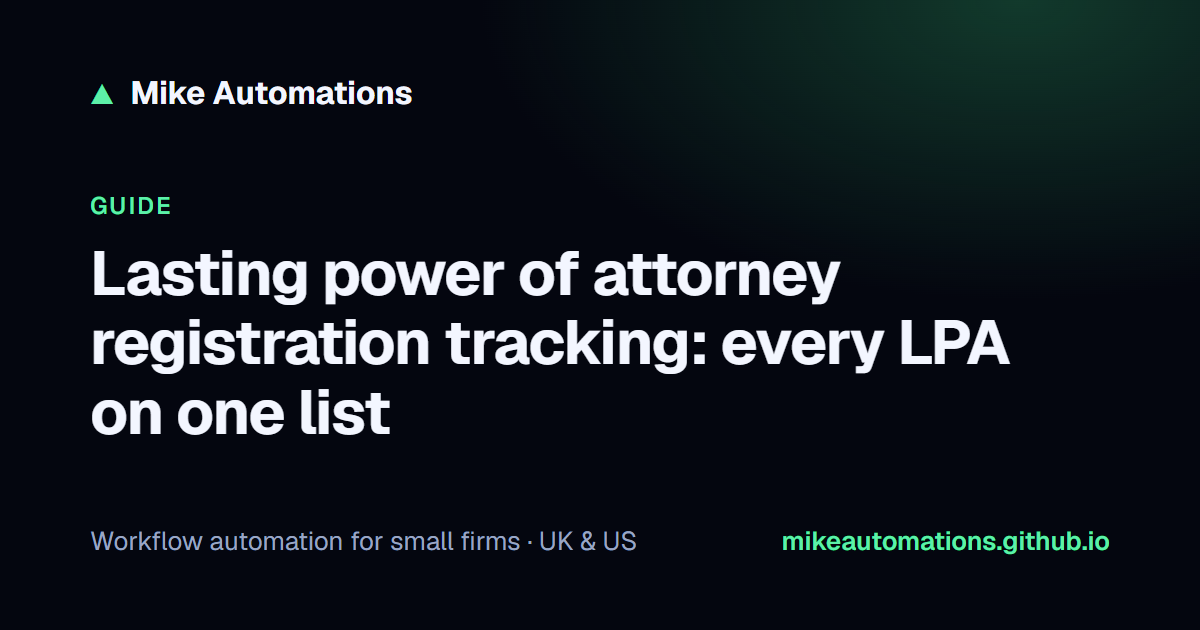 Mike Automations
GUIDE
Lasting power of attorney
registration tracking: every LPA
on one list
Workflow automation for small firms · UK & US
mikeautomations.github.io